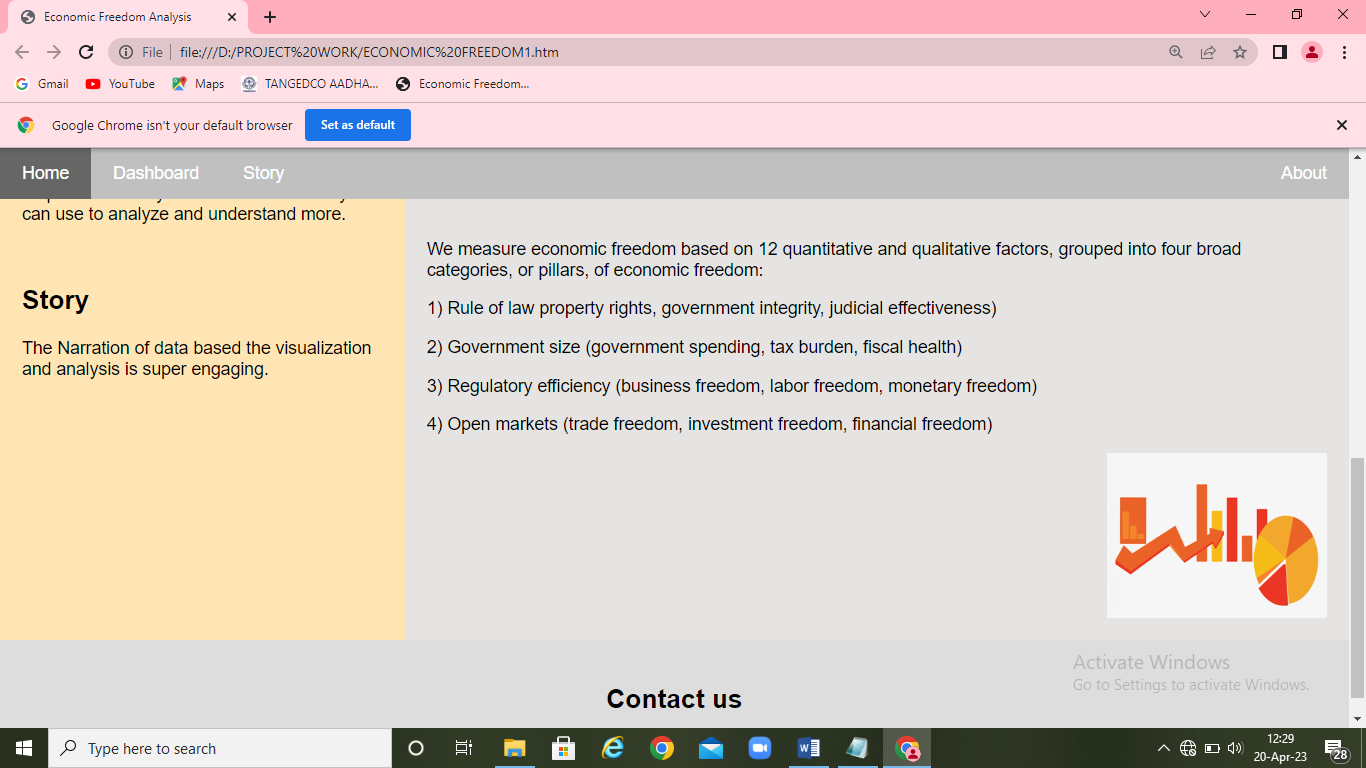 Economic Freedom Analysis
File
file:///D:/PROJECT%20WORK/ECONOMIC%20FREEDOM1.htm
Gmail
YouTube
Maps
TANGEDCO AADHA...
Economic Freedom...
Google Chrome isn't your default browser
Set as default
Home
Dashboard
Story
About
can use to analyze and understand more.
Story
The Narration of data based the visualization
and analysis is super engaging.
We measure economic freedom based on 12 quantitative and qualitative factors, grouped into four broad
categories, or pillars, of economic freedom:
1) Rule of law property rights, government integrity, judicial effectiveness)
2) Government size (government spending, tax burden, fiscal health)
3) Regulatory efficiency (business freedom, labor freedom, monetary freedom)
4) Open markets (trade freedom, investment freedom, financial freedom)
Contact us
Activate Windows
Go to Settings to activate Windows.
Type here to search
12:29
20-Apr-23
28